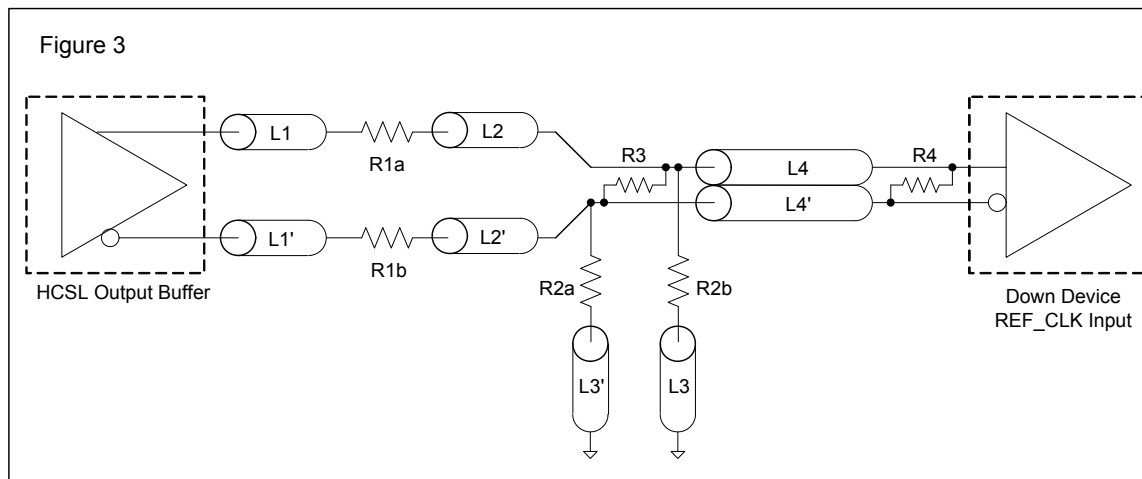 Figure 3
L1
R1a
L2
R3
L4
R4
L4'
L1'
R1b
L2'
HCSL Output Buffer
R2a
R2b
Down Device
REF_CLK Input
L3'
L3